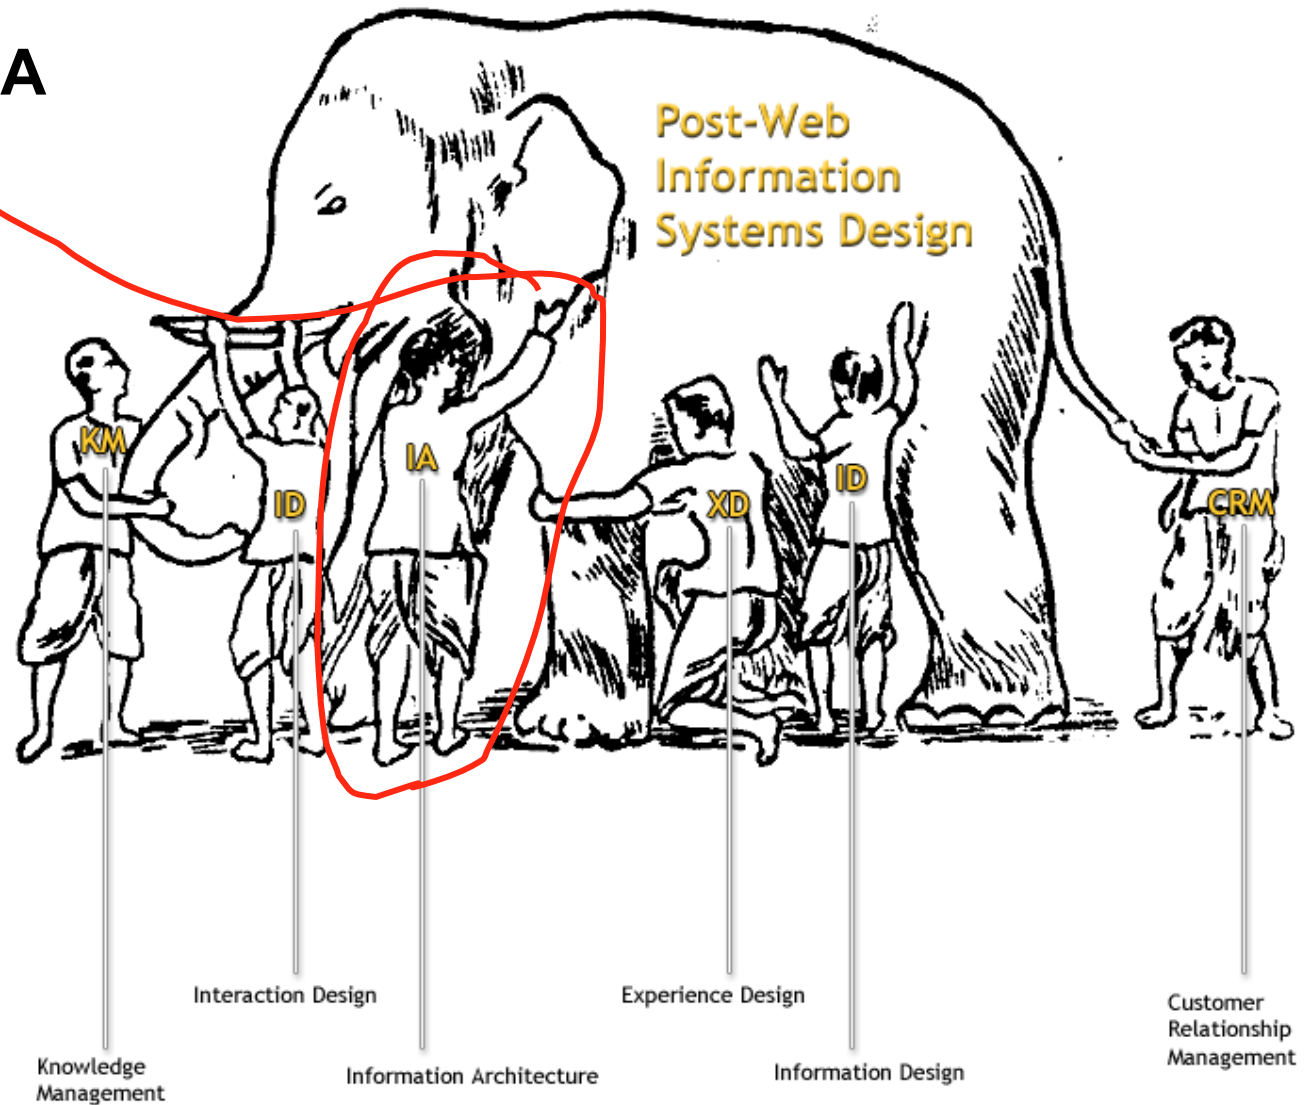 A
Post-Web
Information
Systems Design
KM
ID
IA
XD
ID
CRM
Interaction Design
Experience Design
Customer
Relationship
Management
Knowledge
Management
Information Architecture
Information Design